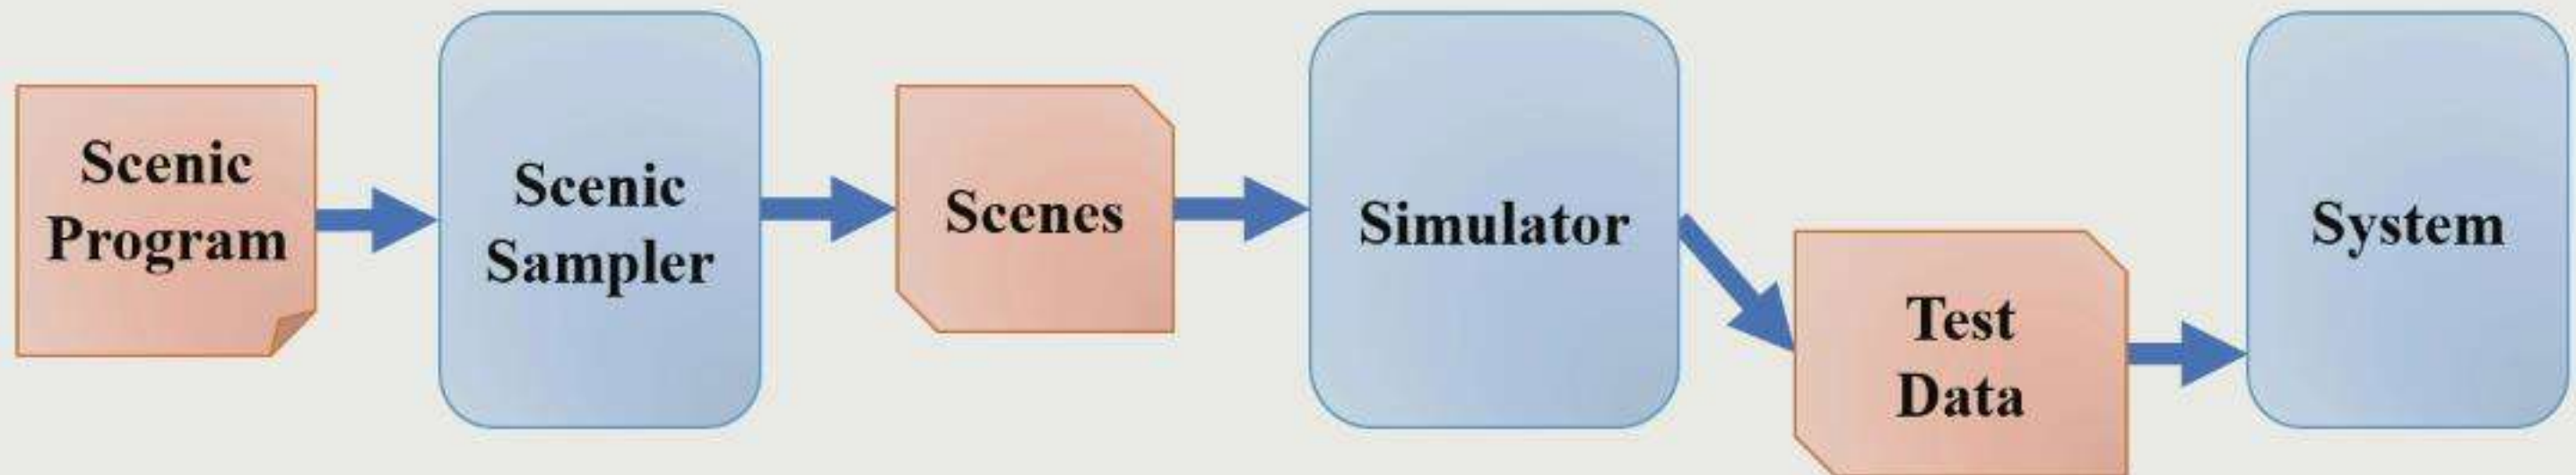 Scenic
Program
Scenic
Sampler
Scenes
Simulator
Test
Data
System